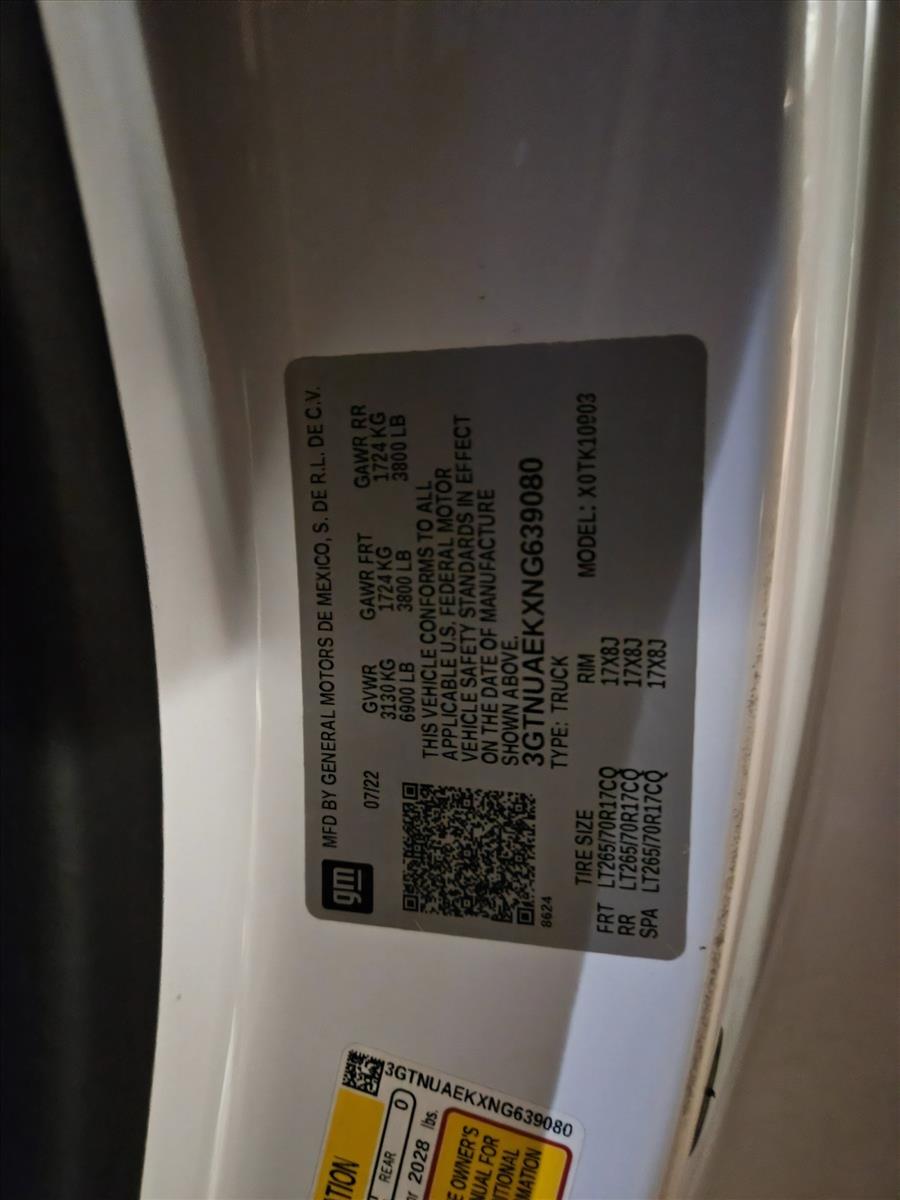 gm MFD BY GENERAL MOTORS DE MEXICO, S. DE R.L. DE C.V.
07/22
GVWR GAWR FRT GAWR RR
3130 KG 1724 KG 1724 KG
6900 LB 3800 LB 3800 LB
THIS VEHICLE CONFORMS TO ALL
APPLICABLE U.S. FEDERAL MOTOR
VEHICLE SAFETY STANDARDS IN EFFECT
ON THE DATE OF MANUFACTURE
SHOWN ABOVE.
3GTNUAEKXNG639080
8624
TYPE: TRUCK MODEL: X0TK10903
TIRE SIZE RIM
FRT LT265/70R17CQ 17X8J
RR LT265/70R17CQ 17X8J
SPA LT265/70R17CQ 17X8J
3GTNUAEKXNG639080
REAR 0
2028 lbs.
OWNER'S
FOR